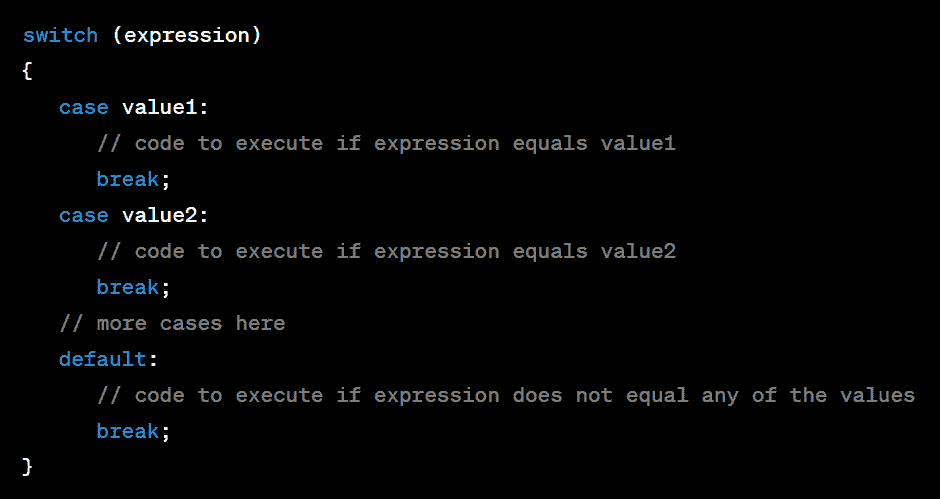 switch (expression)
{
   case value1:
      // code to execute if expression equals value1
      break;
   case value2:
      // code to execute if expression equals value2
      break;
   // more cases here
   default:
      // code to execute if expression does not equal any of the values
      break;
}